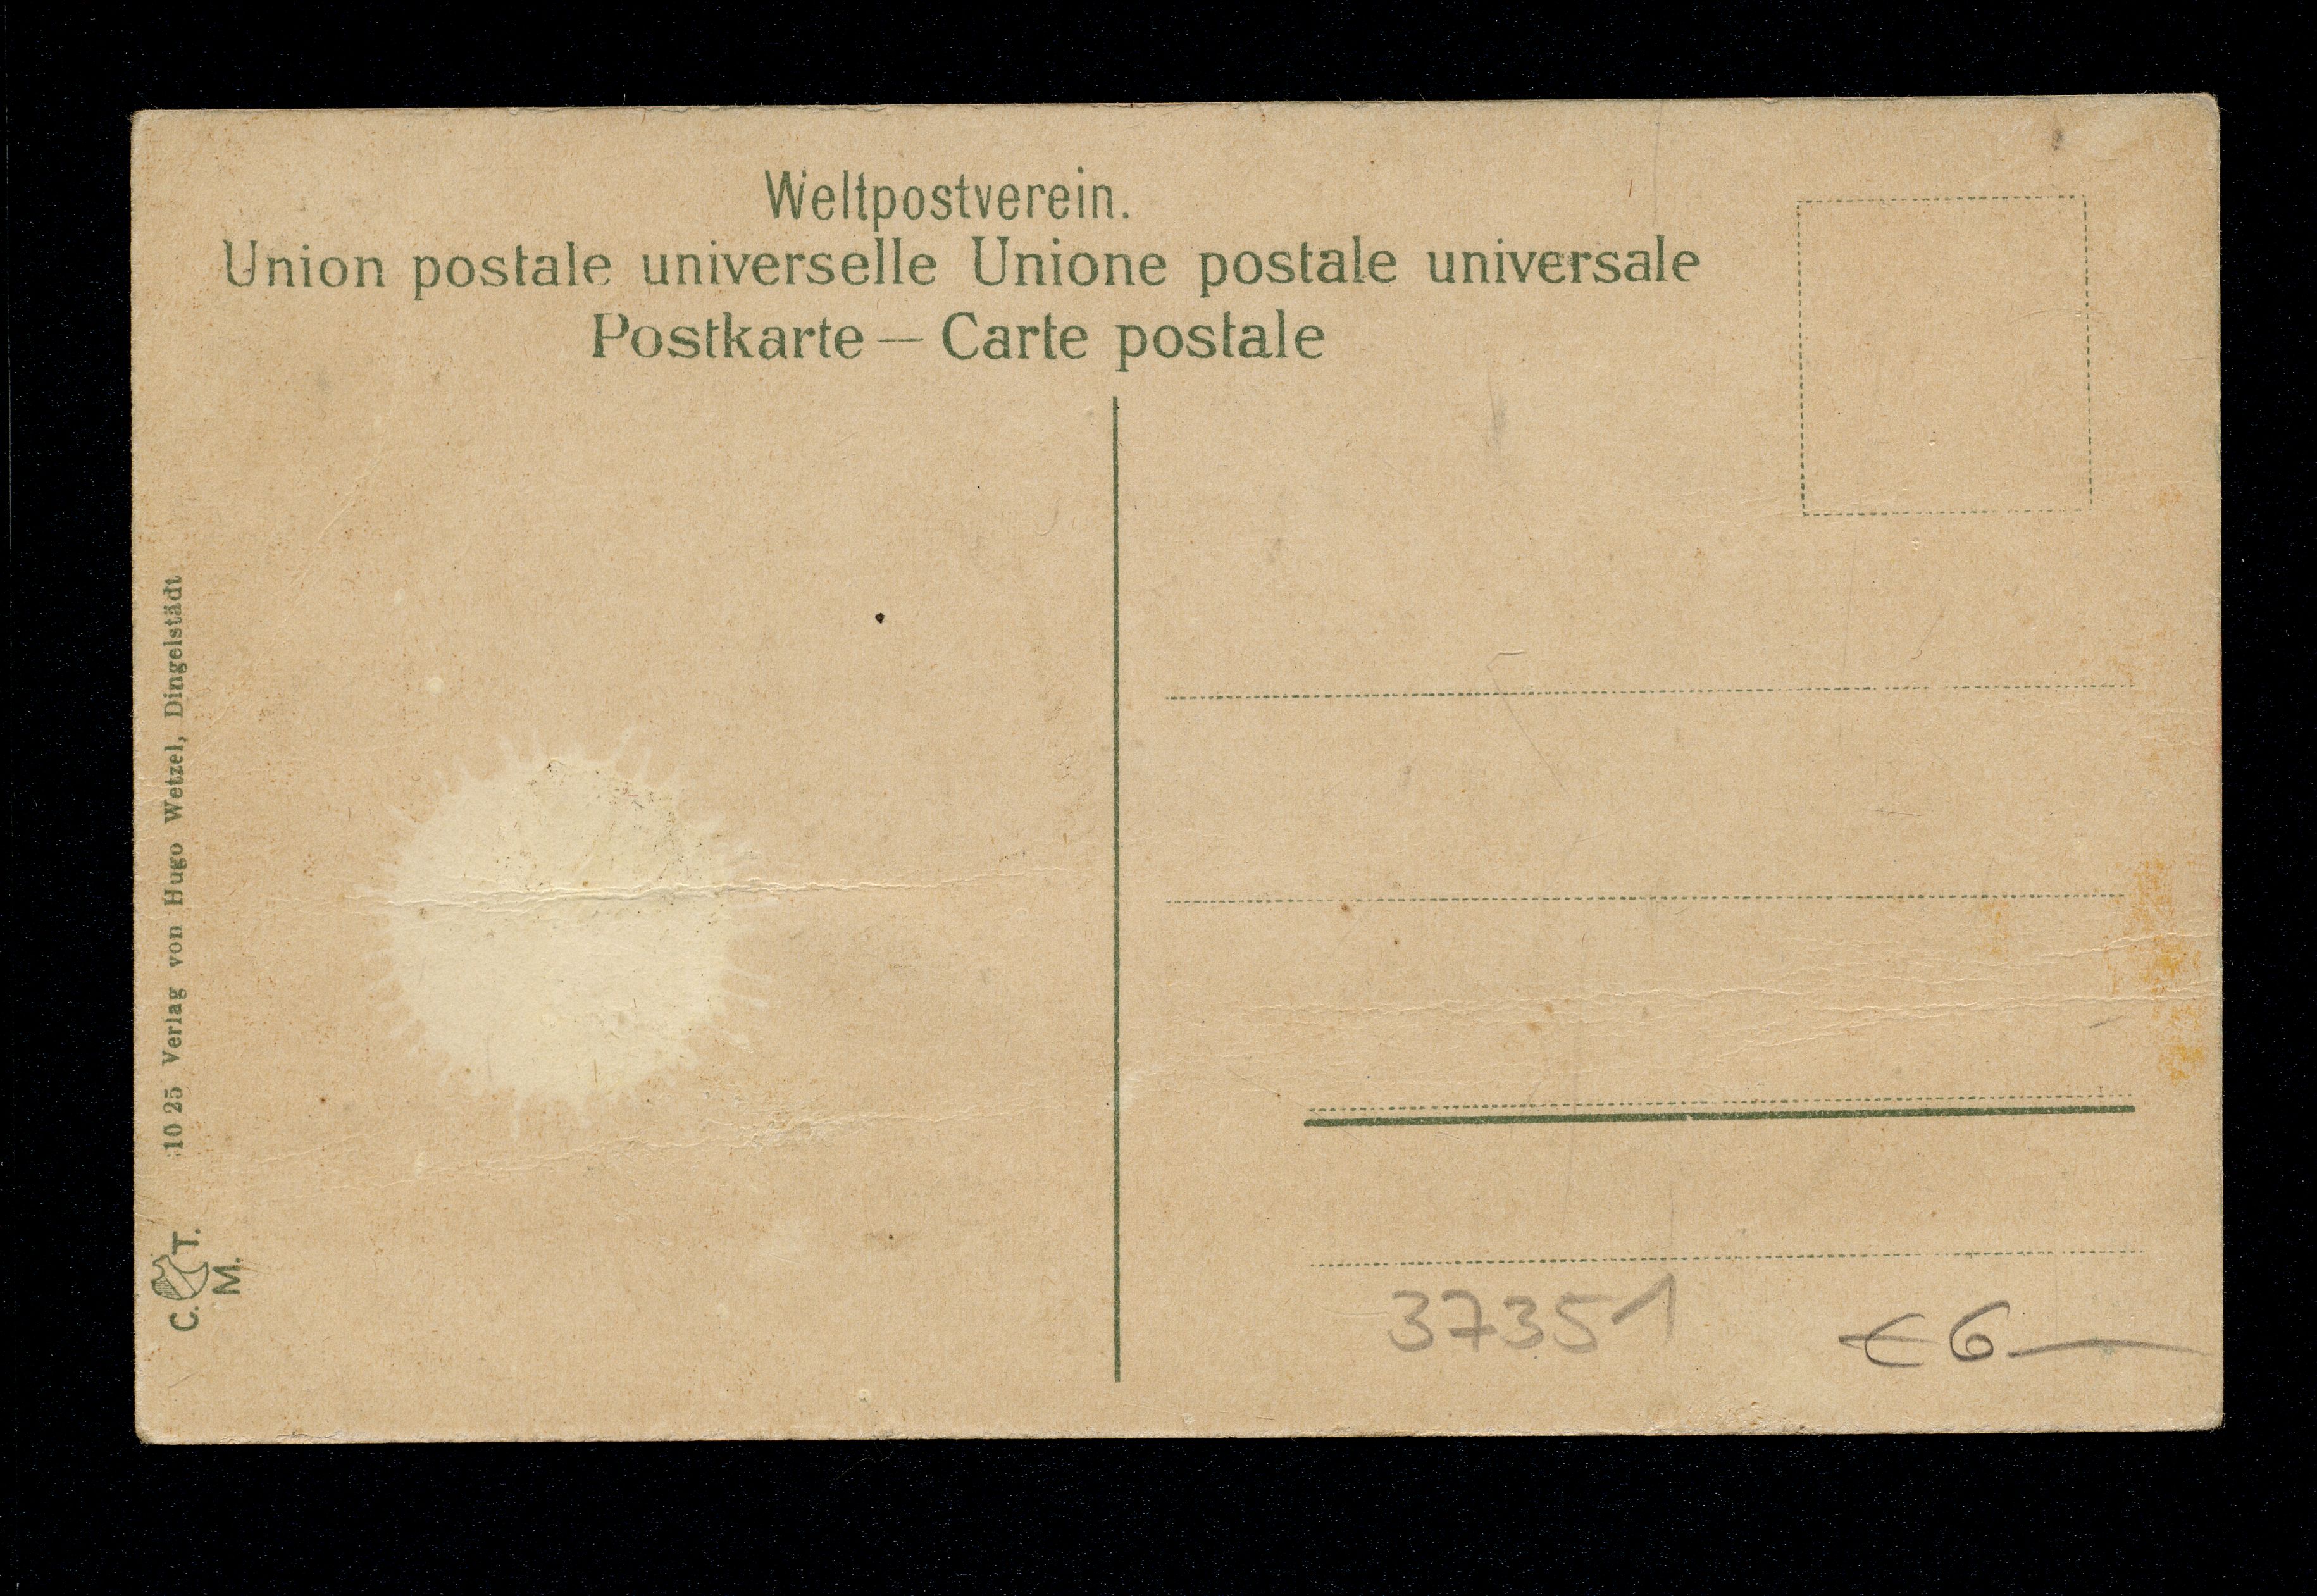 Weltpostverein.
Union postale universelle Unione postale universale
Postkarte — Carte postale
10 25 Verlag von Hugo Wetzel, Dingelstädt
C. T.
M.
37351
€ 6—